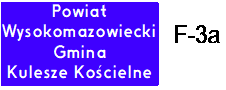 Powiat
Wysokomazowiecki
Gmina
Kulesze Kościelne
F-3a